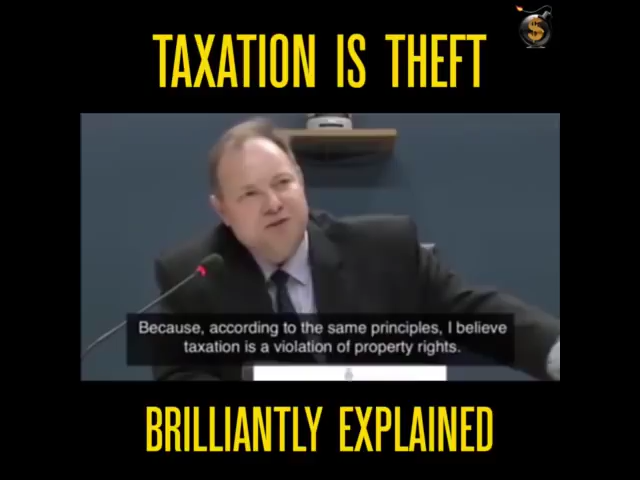 TAXATION IS THEFT
Because, according to the same principles, I believe
taxation is a violation of property rights.
BRILLIANTLY EXPLAINED